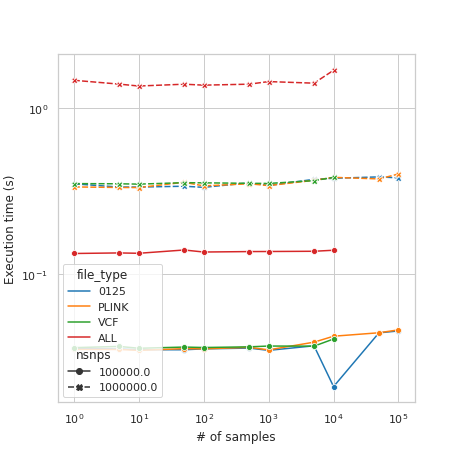 Execution time (s)
10⁰
10⁻¹
file_type
0125
PLINK
VCF
ALL
nsnps
100000.0
1000000.0
10⁰ 10¹ 10² 10³ 10⁴ 10⁵
# of samples